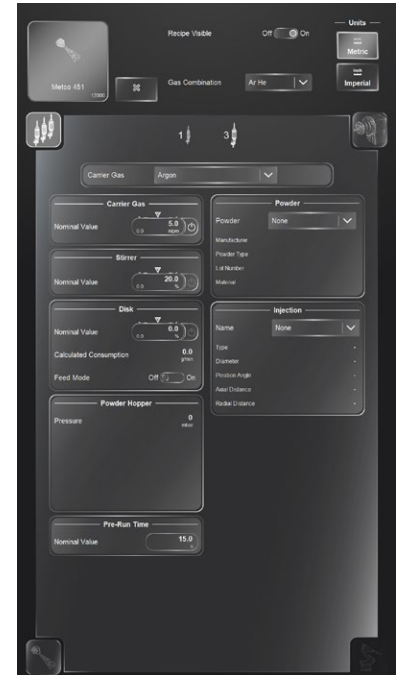 Units
Recipe Visible Off On
Metric
Imperial
Metco 451
12000
Gas Combination Ar He
1 3
Carrier Gas Argon
Carrier Gas
Nominal Value 5.0
0.0 nlpm
Stirrer
Nominal Value 20.0
0.0 %
Disk
Nominal Value 0.0
0.0 %
Calculated Consumption 0.0
g/min
Feed Mode Off On
Powder Hopper
Pressure 0
mbar
Pre-Run Time
Nominal Value 15.0
s
Powder
Powder None
Manufacturer
Powder Type
Lot Number
Material
Injection
Name None
Type -
Diameter -
Position Angle -
Axial Distance -
Radial Distance -